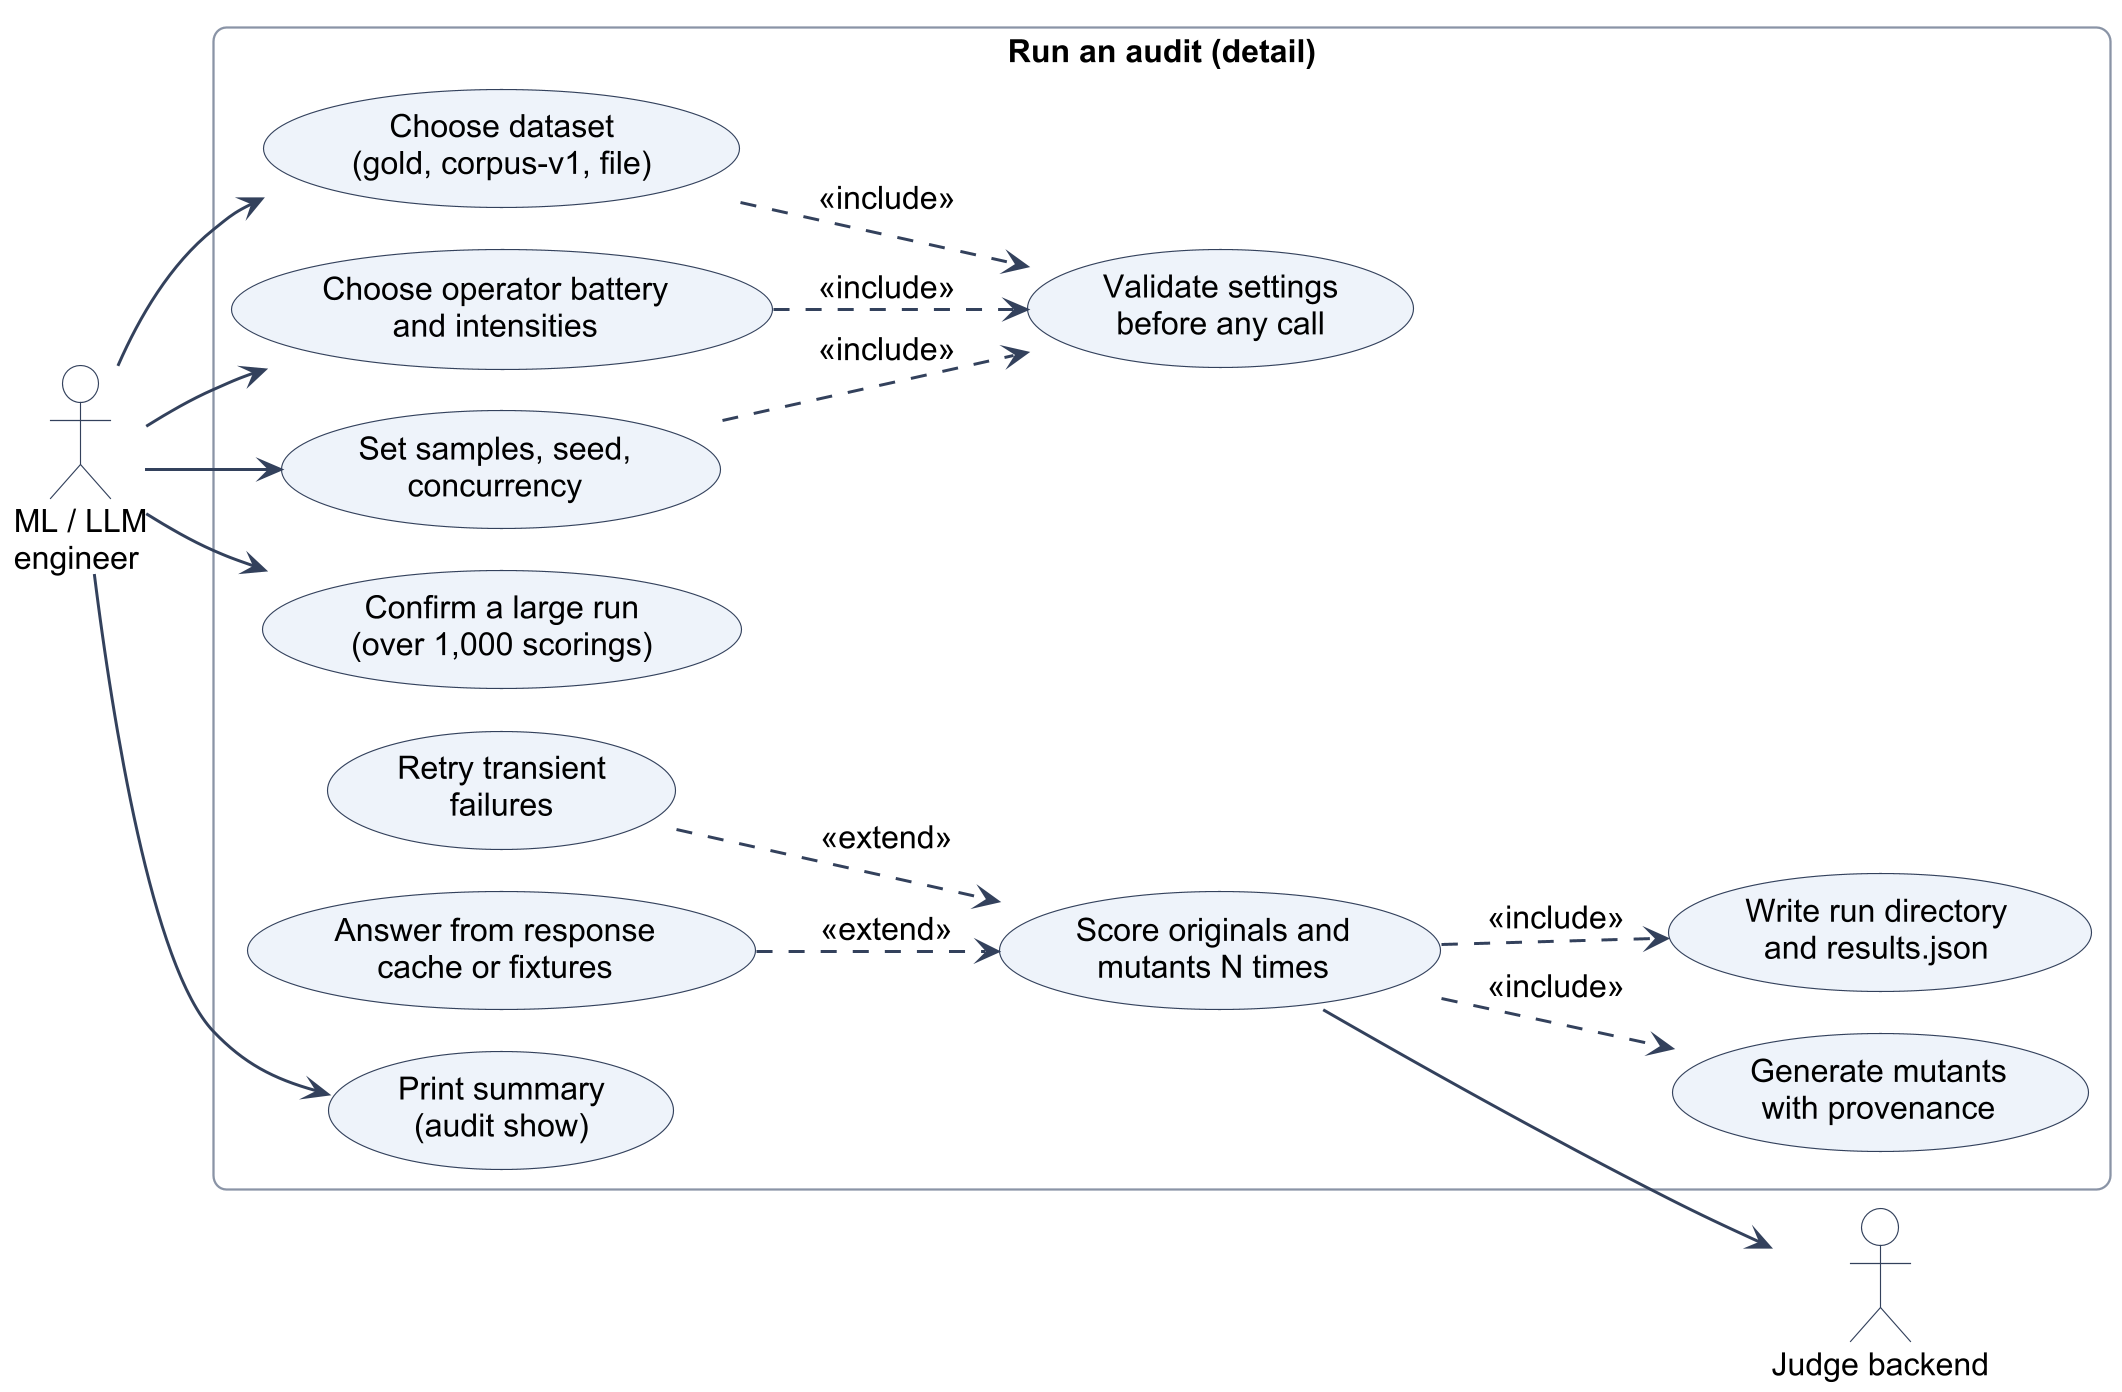 Run an audit (detail)
Choose dataset
(gold, corpus-v1, file)
«include»
Choose operator battery
and intensities
«include»
Validate settings
before any call
«include»
Set samples, seed,
concurrency
ML / LLM
engineer
Confirm a large run
(over 1,000 scorings)
Retry transient
failures
«extend»
Answer from response
cache or fixtures
«extend»
Score originals and
mutants N times
«include»
Write run directory
and results.json
«include»
Generate mutants
with provenance
Print summary
(audit show)
Judge backend